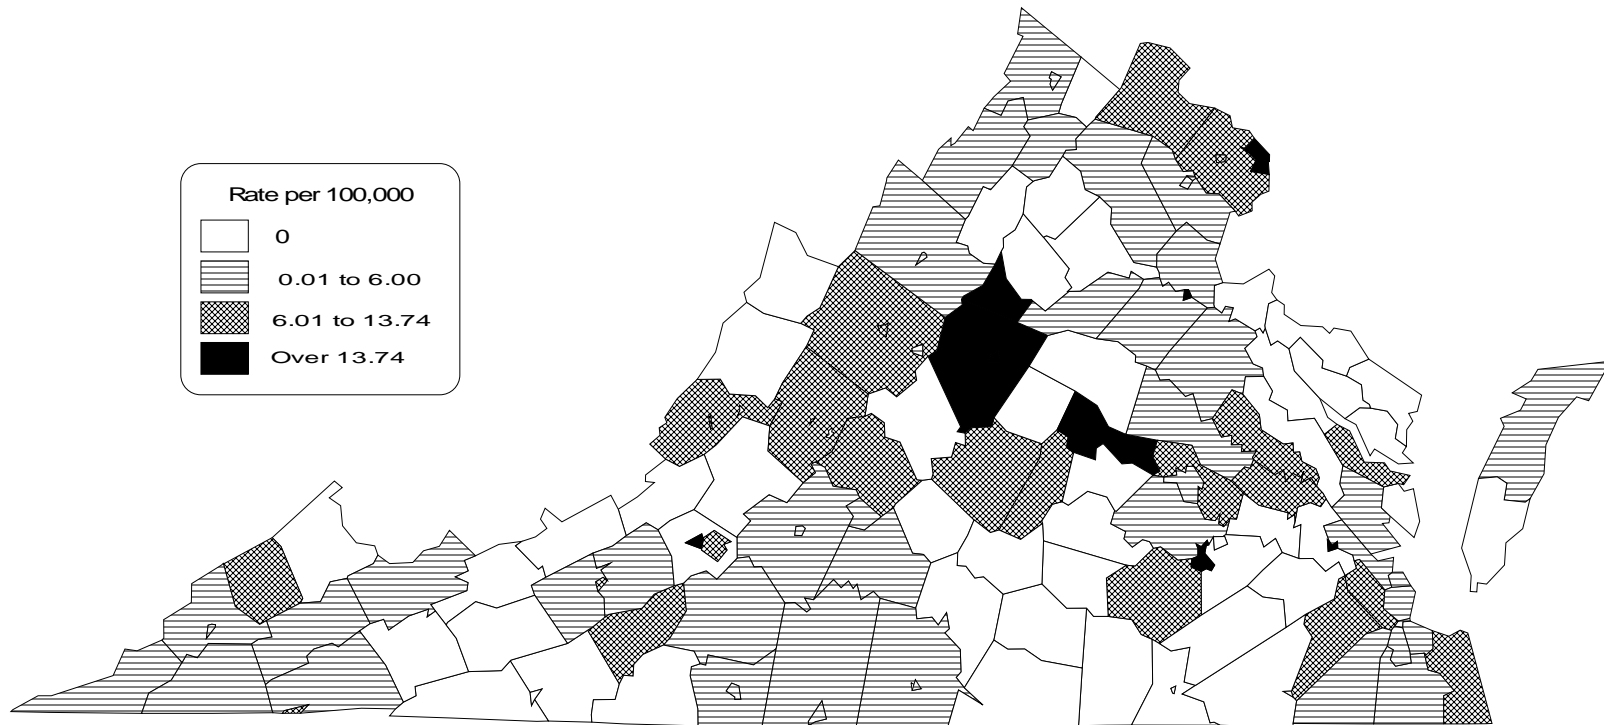 Rate per 100,000
0
0.01 to 6.00
6.01 to 13.74
Over 13.74